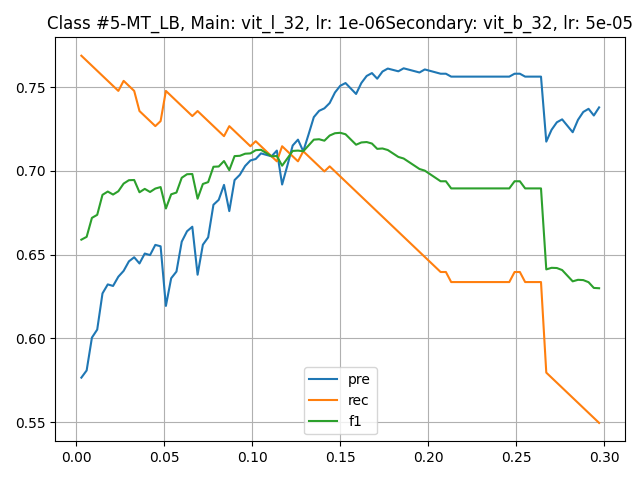 Class #5-MT_LB, Main: vit_l_32, lr: 1e-06Secondary: vit_b_32, lr: 5e-05
0.75
0.70
0.65
0.60
0.55
pre
rec
f1
0.00 0.05 0.10 0.15 0.20 0.25 0.30